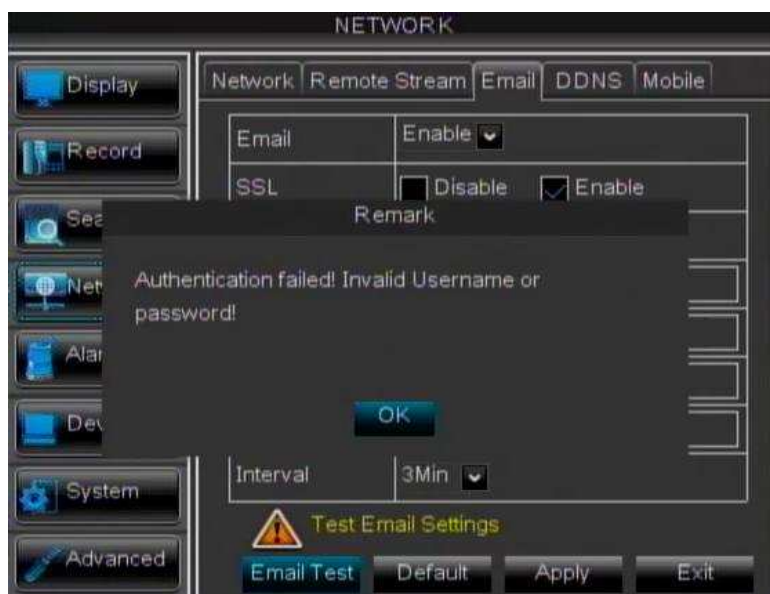 NETWORK
Display
Record
Network Remote Stream Email DDNS Mobile
Email Enable
SSL Disable Enable
Remark
Authentication failed! Invalid Username or
password!
OK
Interval 3Min
System
Test Email Settings
Advanced
Email Test Default Apply Exit